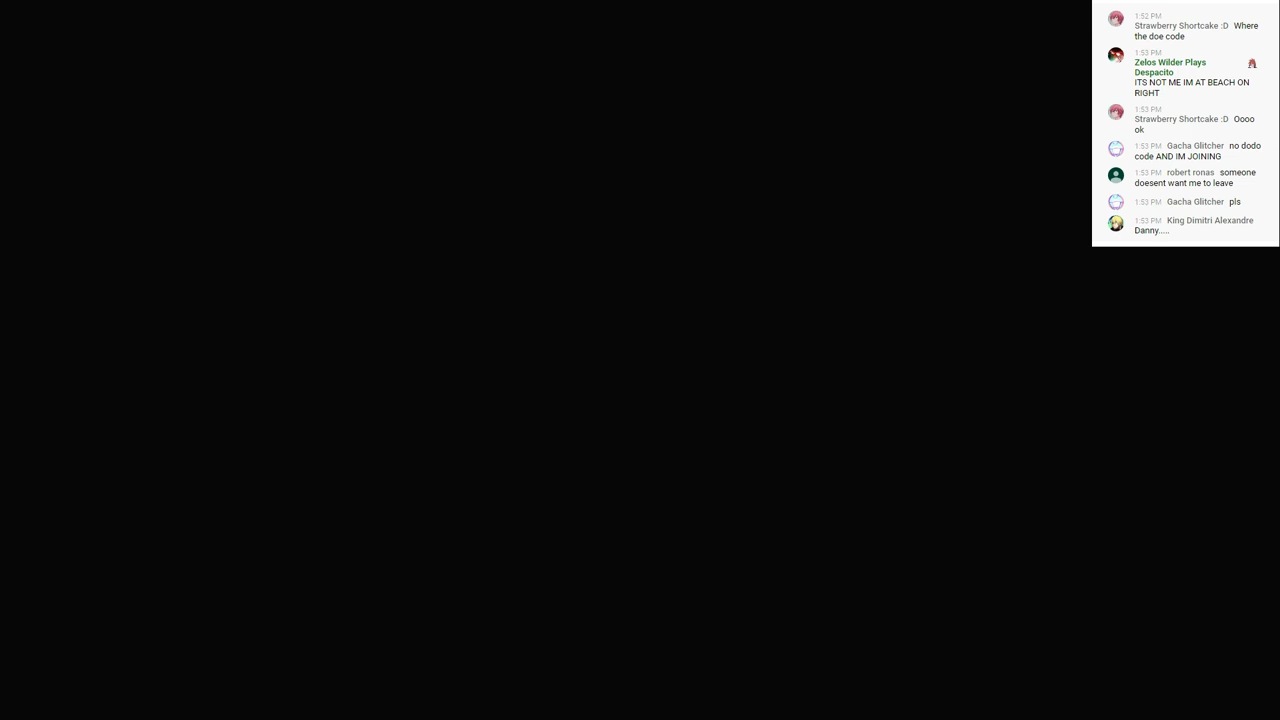 1:52 PM
Strawberry Shortcake :D Where
the doe code
1:53 PM
Zelos Wilder Plays
Despacito
ITS NOT ME IM AT BEACH ON
RIGHT
1:53 PM
Strawberry Shortcake :D Oooo
ok
1:53 PM Gacha Glitcher no dodo
code AND IM JOINING
1:53 PM robert ronas someone
doesent want me to leave
1:53 PM Gacha Glitcher pls
1:53 PM King Dimitri Alexandre
Danny.....